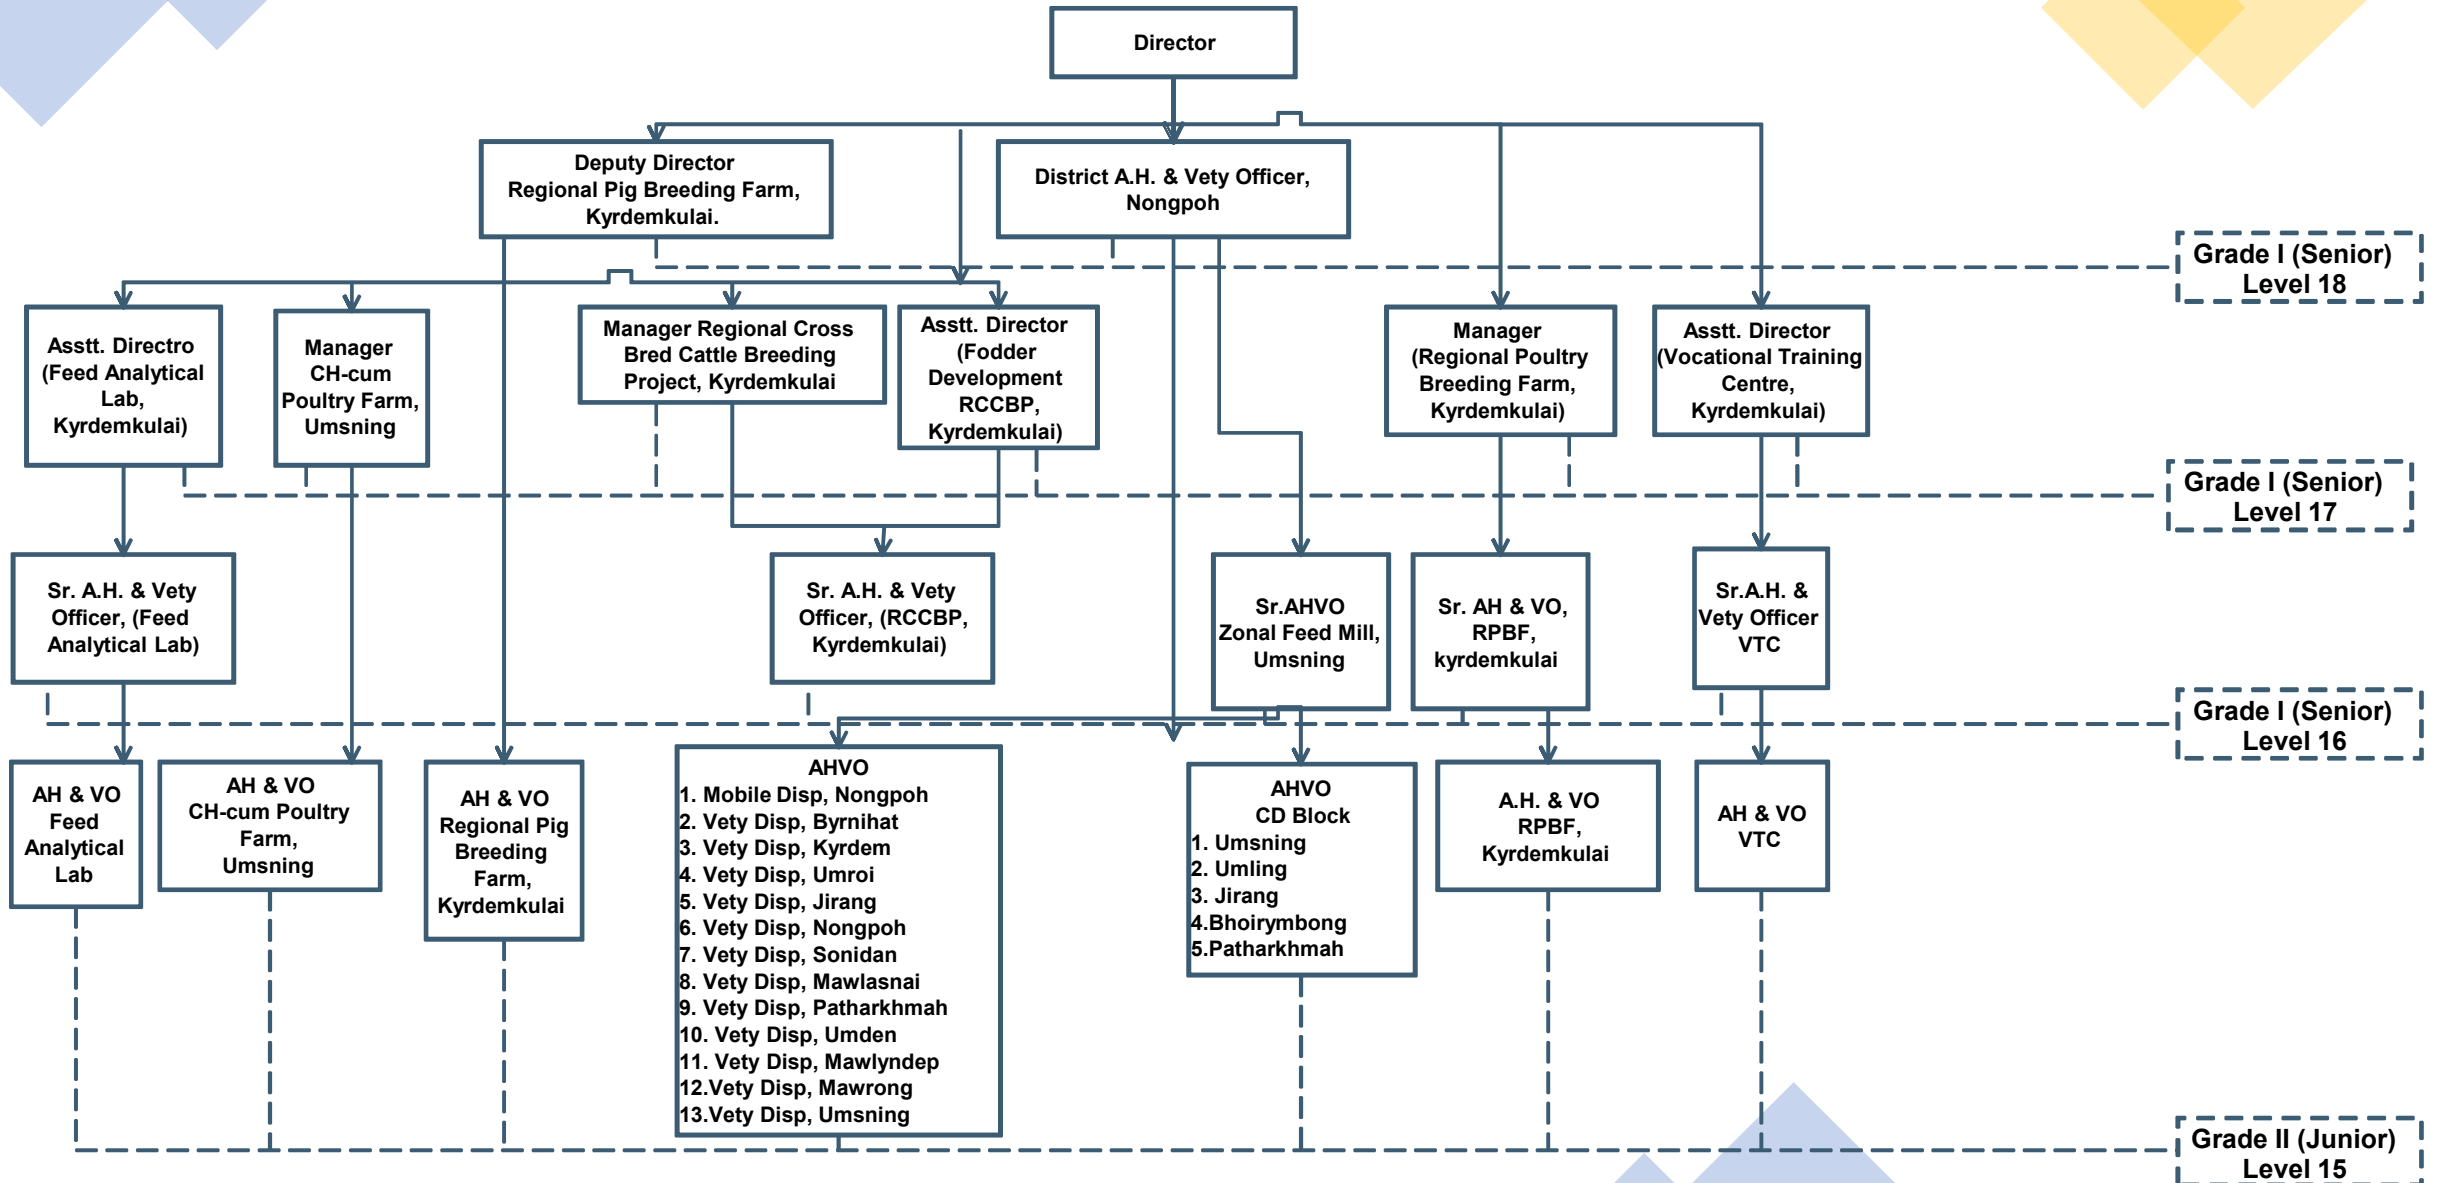 Director
Deputy Director
Regional Pig Breeding Farm,
Kyrdemkulai.
District A.H. & Vety Officer,
Nongpoh
Grade I (Senior)
Level 18
Asstt. Directro
(Feed Analytical
Lab,
Kyrdemkulai)
Manager
CH-cum
Poultry Farm,
Umsning
Manager Regional Cross
Bred Cattle Breeding
Project, Kyrdemkulai
Asstt. Director
(Fodder
Development
RCCBP,
Kyrdemkulai)
Manager
(Regional Poultry
Breeding Farm,
Kyrdemkulai)
Asstt. Director
(Vocational Training
Centre,
Kyrdemkulai)
Grade I (Senior)
Level 17
Sr. A.H. & Vety
Officer, (Feed
Analytical Lab)
Sr. A.H. & Vety
Officer, (RCCBP,
Kyrdemkulai)
Sr.AHVO
Zonal Feed Mill,
Umsning
Sr. AH & VO,
RPBF,
kyrdemkulai
Sr.A.H. &
Vety Officer
VTC
Grade I (Senior)
Level 16
AH & VO
Feed
Analytical
Lab
AH & VO
CH-cum Poultry
Farm,
Umsning
AH & VO
Regional Pig
Breeding
Farm,
Kyrdemkulai
AHVO
1. Mobile Disp, Nongpoh
2. Vety Disp, Byrnihat
3. Vety Disp, Kyrdem
4. Vety Disp, Umroi
5. Vety Disp, Jirang
6. Vety Disp, Nongpoh
7. Vety Disp, Sonidan
8. Vety Disp, Mawlasnai
9. Vety Disp, Patharkhmah
10. Vety Disp, Umden
11. Vety Disp, Mawlyndep
12.Vety Disp, Mawrong
13.Vety Disp, Umsning
AHVO
CD Block
1. Umsning
2. Umling
3. Jirang
4.Bhoirymbong
5.Patharkhmah
A.H. & VO
RPBF,
Kyrdemkulai
AH & VO
VTC
Grade II (Junior)
Level 15